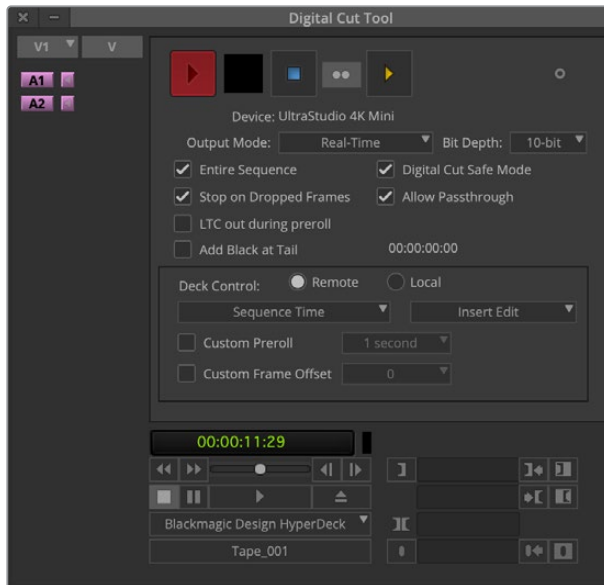 Digital Cut Tool
V1 V
A1
A2
Device: UltraStudio 4K Mini
Output Mode: Real-Time Bit Depth: 10-bit
Entire Sequence Digital Cut Safe Mode
Stop on Dropped Frames Allow Passthrough
LTC out during preroll
Add Black at Tail 00:00:00:00
Deck Control: Remote Local
Sequence Time Insert Edit
Custom Preroll 1 second
Custom Frame Offset 0
00:00:11:29
Blackmagic Design HyperDeck
Tape_001